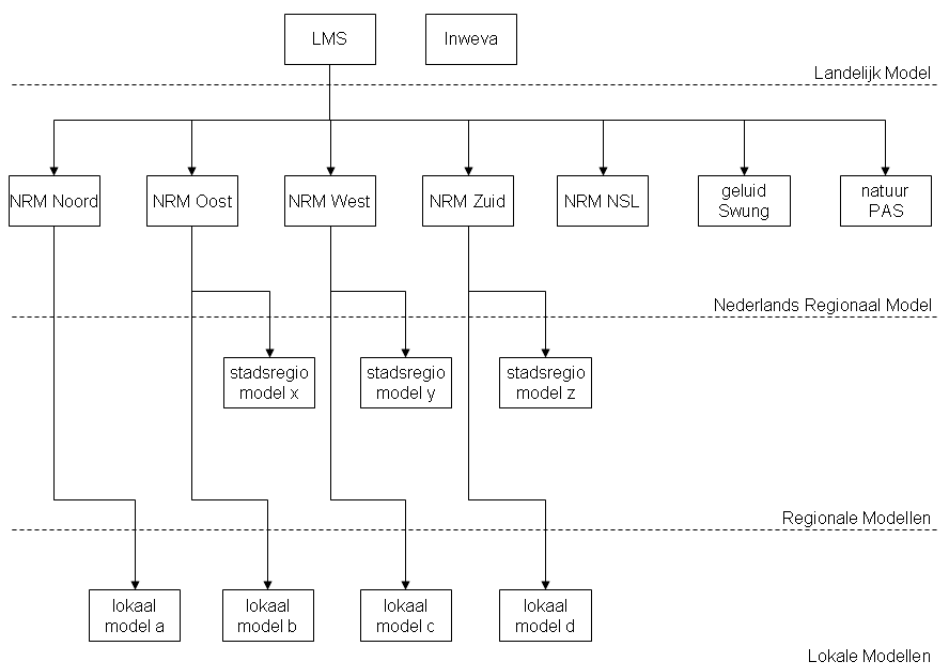 LMS
Inweva
Landelijk Model
NRM Noord
NRM Oost
NRM West
NRM Zuid
NRM NSL
geluid
Swung
natuur
PAS
Nederlands Regionaal Model
stadsregio
model x
stadsregio
model y
stadsregio
model z
Regionale Modellen
lokaal
model a
lokaal
model b
lokaal
model c
lokaal
model d
Lokale Modellen